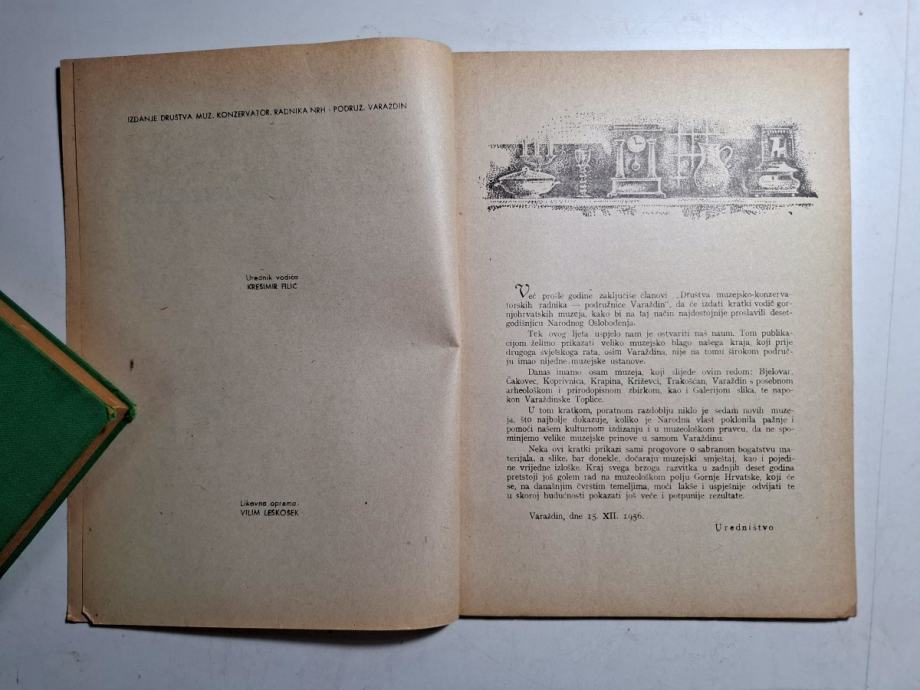 IZDANJE DRUŠTVA MUZ. KONZERVATOR. RADNIKA NRH - PODRUŽ. VARAŽDIN
Urednik vodiča
KREŠIMIR FILIĆ
Likovna oprema:
VILIM LESKOŠEK
Već prošle godine zaključiše članovi „Društva muzejsko-konzerva-
torskih radnika — podružnice Varaždin", da će izdati kratki vodič gor-
njohrvatskih muzeja, kako bi na taj način najdostojnije proslavili deset-
godišnjicu Narodnog Oslobođenja.
Tek ovog ljeta uspjelo nam je ostvariti naš naum. Tom publika-
cijom želimo prikazati veliko muzejsko blago našega kraja, koji prije
drugoga svjetskoga rata, osim Varaždina, nije na tomu širokom područ-
ju imao nijedne muzejske ustanove.
Danas imamo osam muzeja, koji slijede ovim redom: Bjelovar,
Čakovec, Koprivnica, Krapina, Križevci, Trakošćan, Varaždin s posebnom
arheološkom i prirodopisnom zbirkom, kao i Galerijom slika, te napo-
kon Varaždinske Toplice.
U tom kratkom, poratnom razdoblju niklo je sedam novih muze-
ja, što najbolje dokazuje, koliko je Narodna vlast poklonila pažnje i
pomoći našem kulturnom izdizanju i u muzeološkom pravcu, da ne spo-
minjemo velike muzejske prinove u samom Varaždinu.
Neka ovi kratki prikazi sami progovore o sabranom bogatstvu ma-
terijala, a slike, bar donekle, dočaraju muzejski smještaj, kao i pojedi-
ne vrijedne izloške. Kraj svega brzoga razvitka u zadnjih deset godina
pretstoji još golem rad na muzeološkom polju Gornje Hrvatske, koji će
se, na današnjim čvrstim temeljima, moći lakše i uspješnije odvijati te
u skoroj budućnosti pokazati još veće i potpunije rezultate.
Varaždin, dne 15. XII. 1956.
Uredništvo